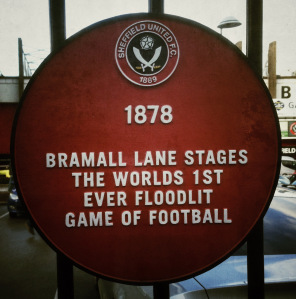 SHEFFIELD UNITED F.C.
1889
1878
BRAMALL LANE STAGES
THE WORLDS 1ST
EVER FLOODLIT
GAME OF FOOTBALL